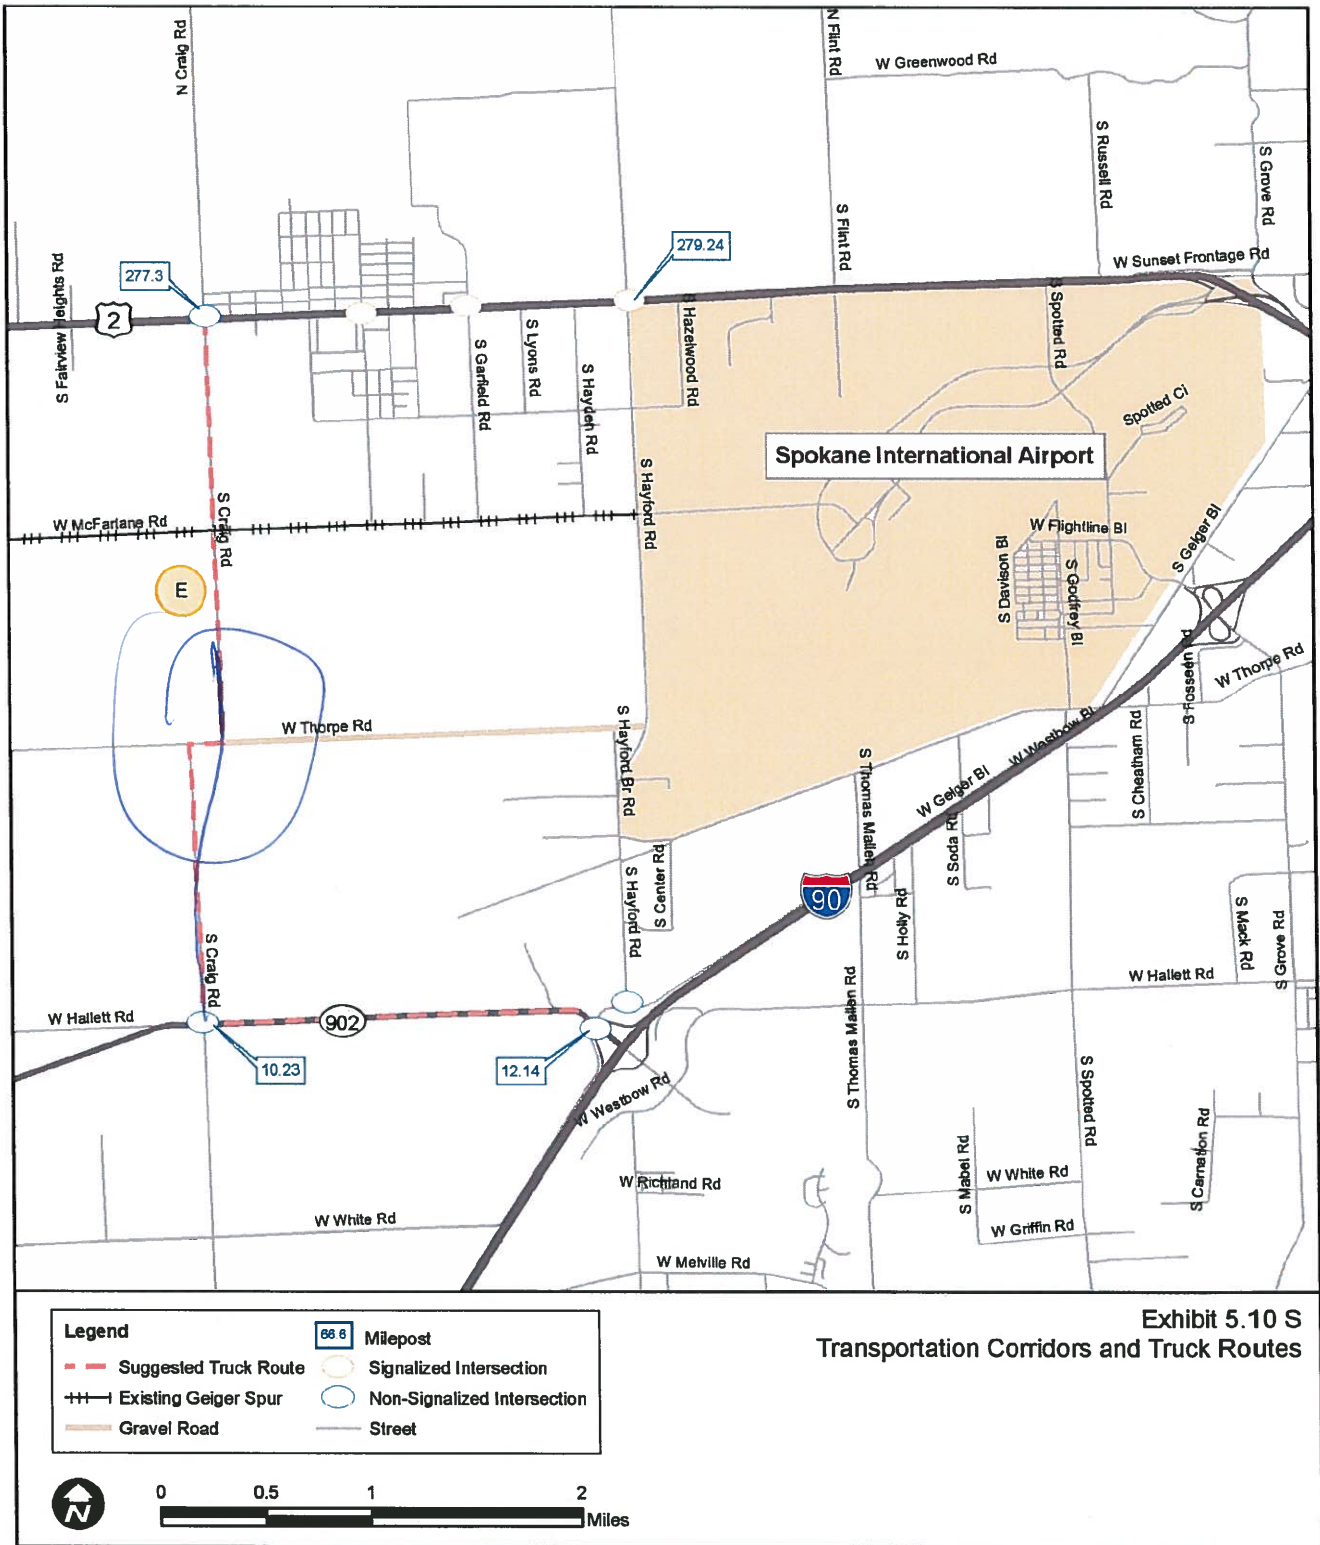 N Craig Rd
N Flint Rd
W Greenwood Rd
S Russell Rd
S Grove Rd
S Flint Rd
W Sunset Frontage Rd
279.24
277.3
S Fairview Heights Rd
2
S Garfield Rd
S Lyons Rd
S Hayden Rd
S Hazelwood Rd
S Spotted Rd
Spotted Ci
Spokane International Airport
S Craig Rd
W McFarlane Rd
S Hayford Rd
W Flightline Bl
S Geiger Bl
S Davison Bl
S Godfrey Bl
E
S Fosseen Rd
W Thorpe Rd
W Thorpe Rd
S Hayford Br Rd
S Thomas Mallen Rd
W Westbow Bl
W Geiger Bl
S Cheatham Rd
S Soda Rd
S Center Rd
S Hayford Rd
90
S Holly Rd
S Mack Rd
S Grove Rd
S Craig Rd
W Hallett Rd
W Hallett Rd
902
S Thomas Mallen Rd
10.23
12.14
W Westbow Rd
S Spotted Rd
S Carnation Rd
S Mabel Rd
W White Rd
W Richland Rd
W White Rd
W Griffin Rd
W Melville Rd
Exhibit 5.10 S
Transportation Corridors and Truck Routes
Legend
66.6 Milepost
Suggested Truck Route
Signalized Intersection
Existing Geiger Spur
Non-Signalized Intersection
Gravel Road
Street
N
0 0.5 1 2
Miles